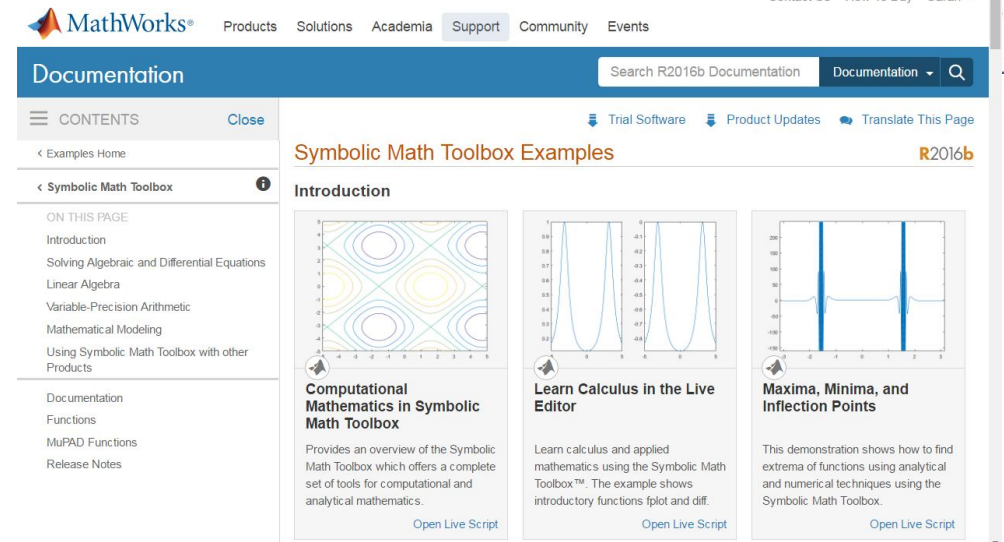 MathWorks®
Products Solutions Academia Support Community Events
Documentation
Search R2016b Documentation
Documentation
CONTENTS
Close
Trial Software
Product Updates
Translate This Page
‹ Examples Home
‹ Symbolic Math Toolbox
ON THIS PAGE
Introduction
Solving Algebraic and Differential Equations
Linear Algebra
Variable-Precision Arithmetic
Mathematical Modeling
Using Symbolic Math Toolbox with other
Products
Documentation
Functions
MuPAD Functions
Release Notes
Symbolic Math Toolbox Examples
R2016b
Introduction
Computational
Mathematics in Symbolic
Math Toolbox
Provides an overview of the Symbolic
Math Toolbox which offers a complete
set of tools for computational and
analytical mathematics.
Open Live Script
Learn Calculus in the Live
Editor
Learn calculus and applied
mathematics using the Symbolic Math
Toolbox™. The example shows
introductory functions fplot and diff.
Open Live Script
Maxima, Minima, and
Inflection Points
This demonstration shows how to find
extrema of functions using analytical
and numerical techniques using the
Symbolic Math Toolbox.
Open Live Script